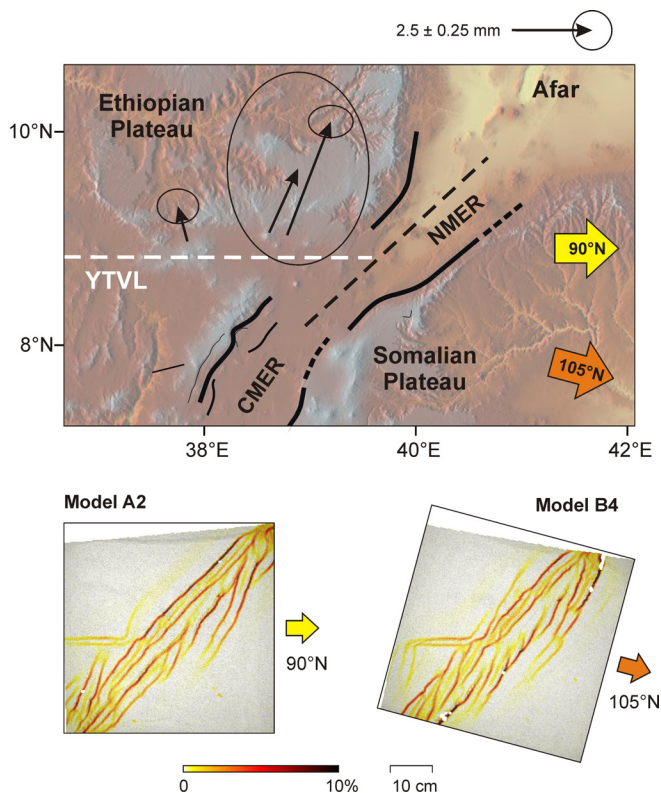 2.5 ± 0.25 mm
Ethiopian
Plateau
Afar
10°N
NMER
90°N
YTVL
8°N
CMER
Somalian
Plateau
105°N
38°E
40°E
42°E
Model A2
Model B4
90°N
105°N
0
10%
10 cm